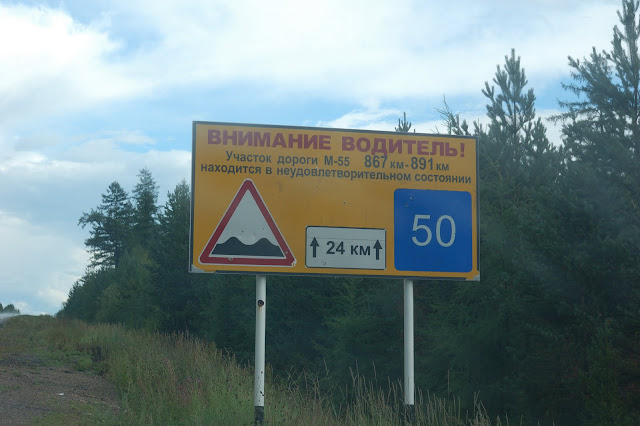 ВНИМАНИЕ ВОДИТЕЛЬ!
Участок дороги М-55 867 км - 891 км
находится в неудовлетворительном состоянии
24 КМ
50